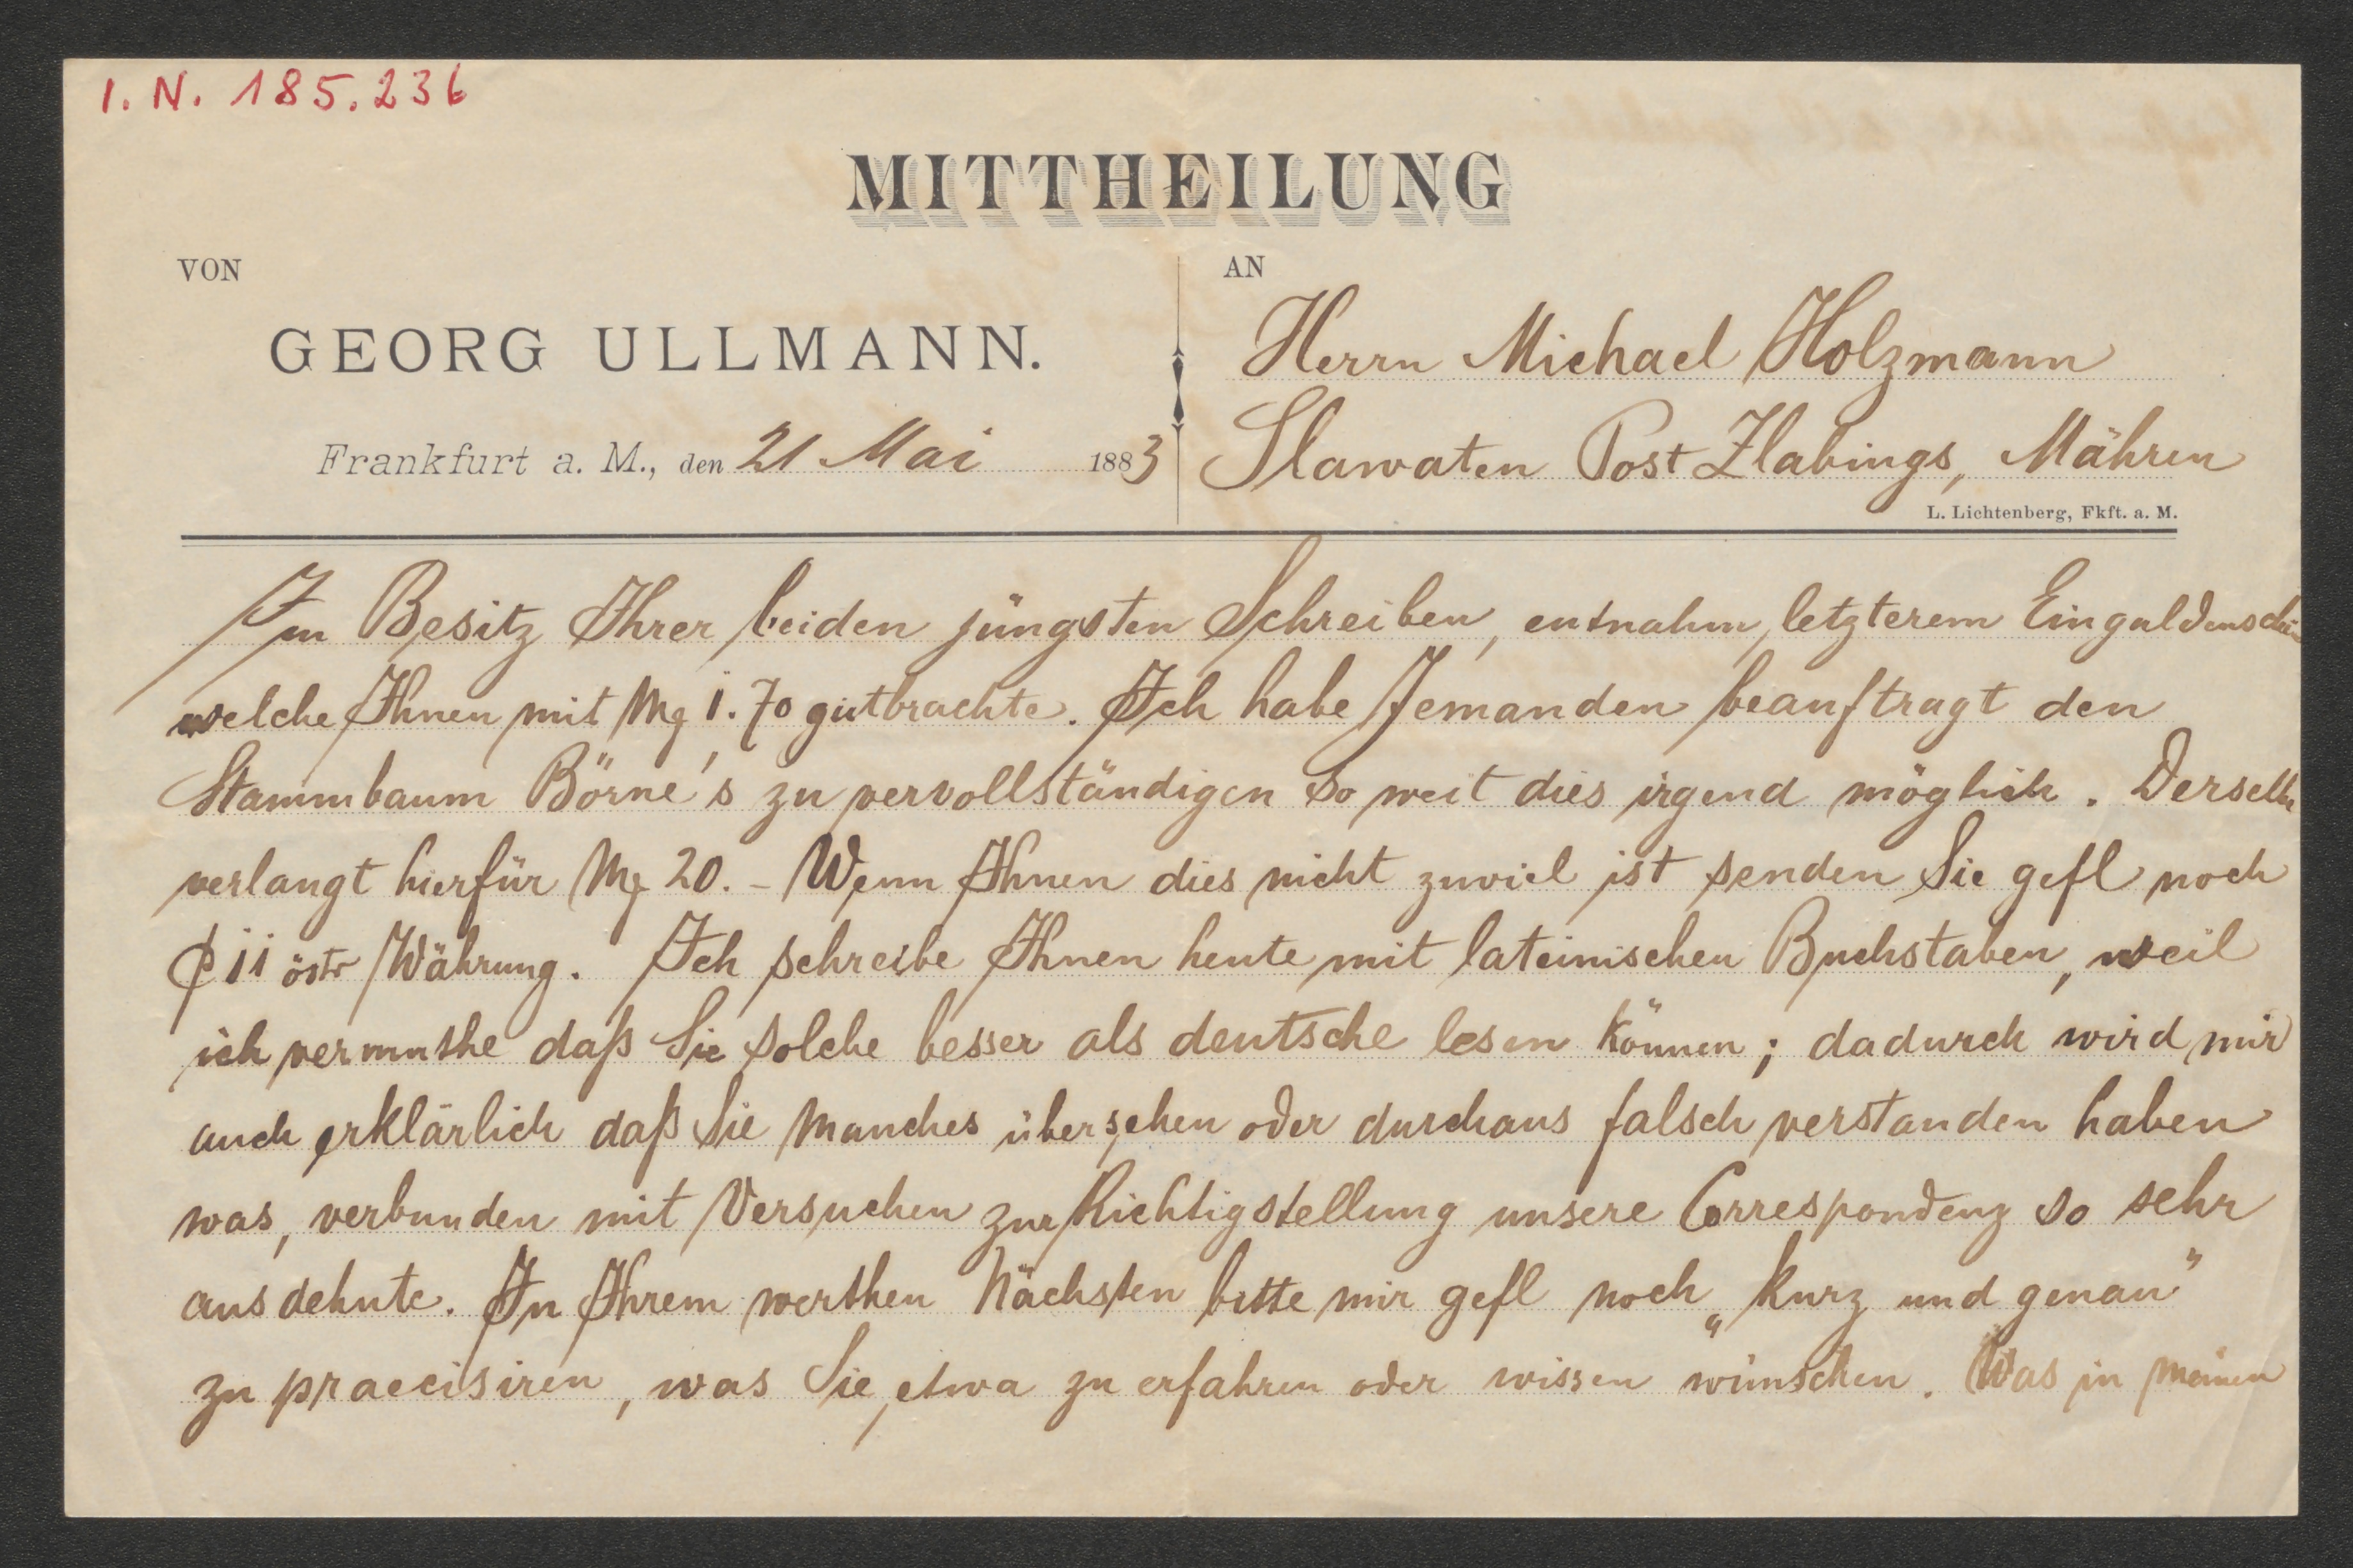 I. N. 185.236
MITTHEILUNG
VON
AN
GEORG ULLMANN.
Herrn Michael Holzmann
Frankfurt a. M., den 21 Mai 1883
Slawaten Post Zlabings, Mähren
L. Lichtenberg, Fkft. a. M.
Im Besitz Ihrer beiden jüngsten Schreiben, entnahm letzterem Einguldenschein
welche Ihnen mit Mg 1.70 gutbrachte. Ich habe Jemanden beauftragt den
Stammbaum Börne's zu vervollständigen so weit dies irgend möglich. Derselbe
verlangt hierfür Mg 20.- Wenn Ihnen dies nicht zuviel ist senden Sie gefl noch
11 östr Währung. Ich schreibe Ihnen heute mit lateinischen Buchstaben, weil
ich vermuthe daß Sie solche besser als deutsche lesen können; dadurch wird mir
auch erklärlich daß Sie Manches übersehen oder durchaus falsch verstanden haben
was, verbunden mit Versuchen zur Richtigstellung unsere Correspondenz so sehr
ausdehnte. In Ihrem werthen Nächsten bitte mir gefl noch „kurz und genau"
zu praecisiren, was Sie etwa zu erfahren oder wissen wünschen. Was in meinen